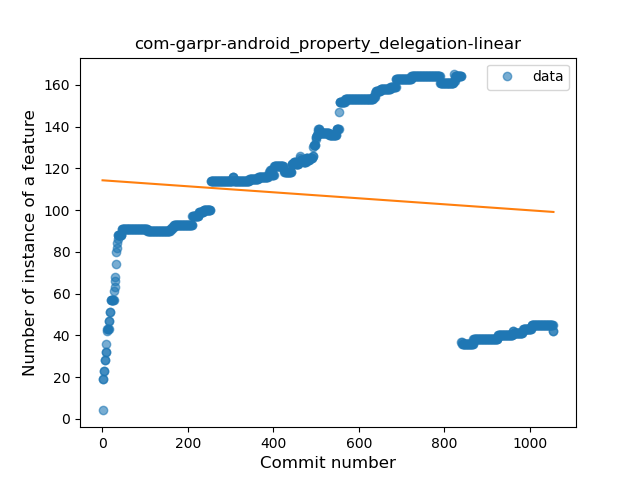 com-garpr-android_property_delegation-linear
data
Number of instance of a feature
160
140
120
100
80
60
40
20
0
0 200 400 600 800 1000
Commit number